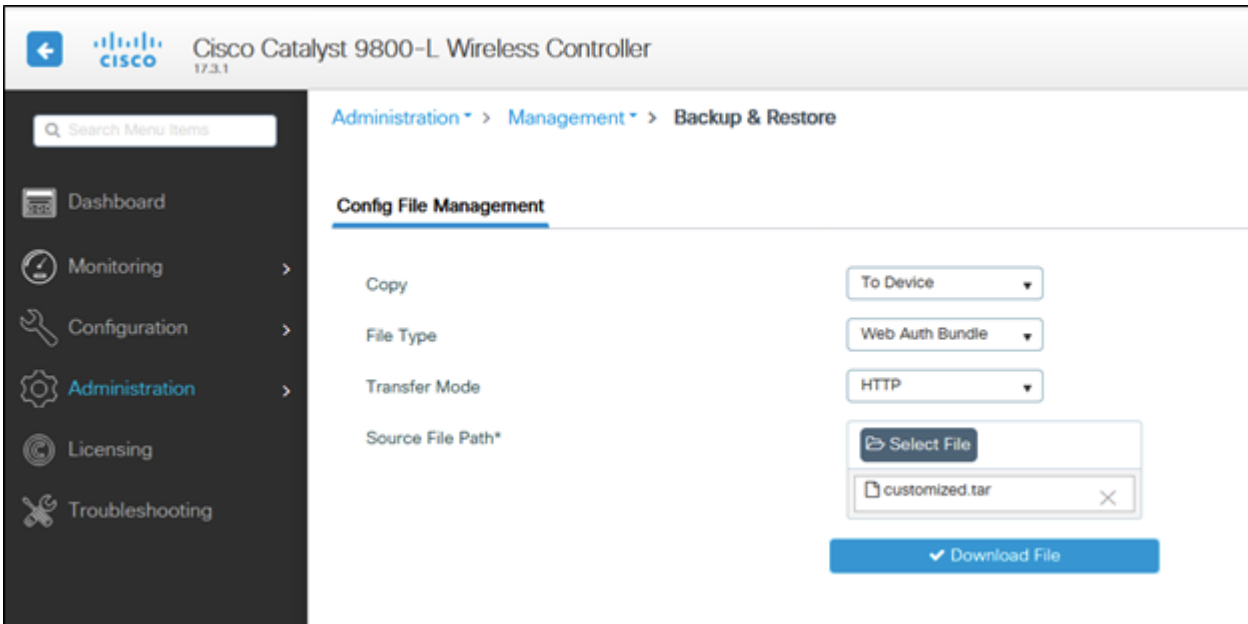 CISCO
Cisco Catalyst 9800-L Wireless Controller
17.3.1
Search Menu Items
Administration > Management > Backup & Restore
Dashboard
Config File Management
Monitoring
Copy
To Device
Configuration
File Type
Web Auth Bundle
Administration
Transfer Mode
HTTP
Source File Path*
Select File
Licensing
customized.tar
Troubleshooting
Download File